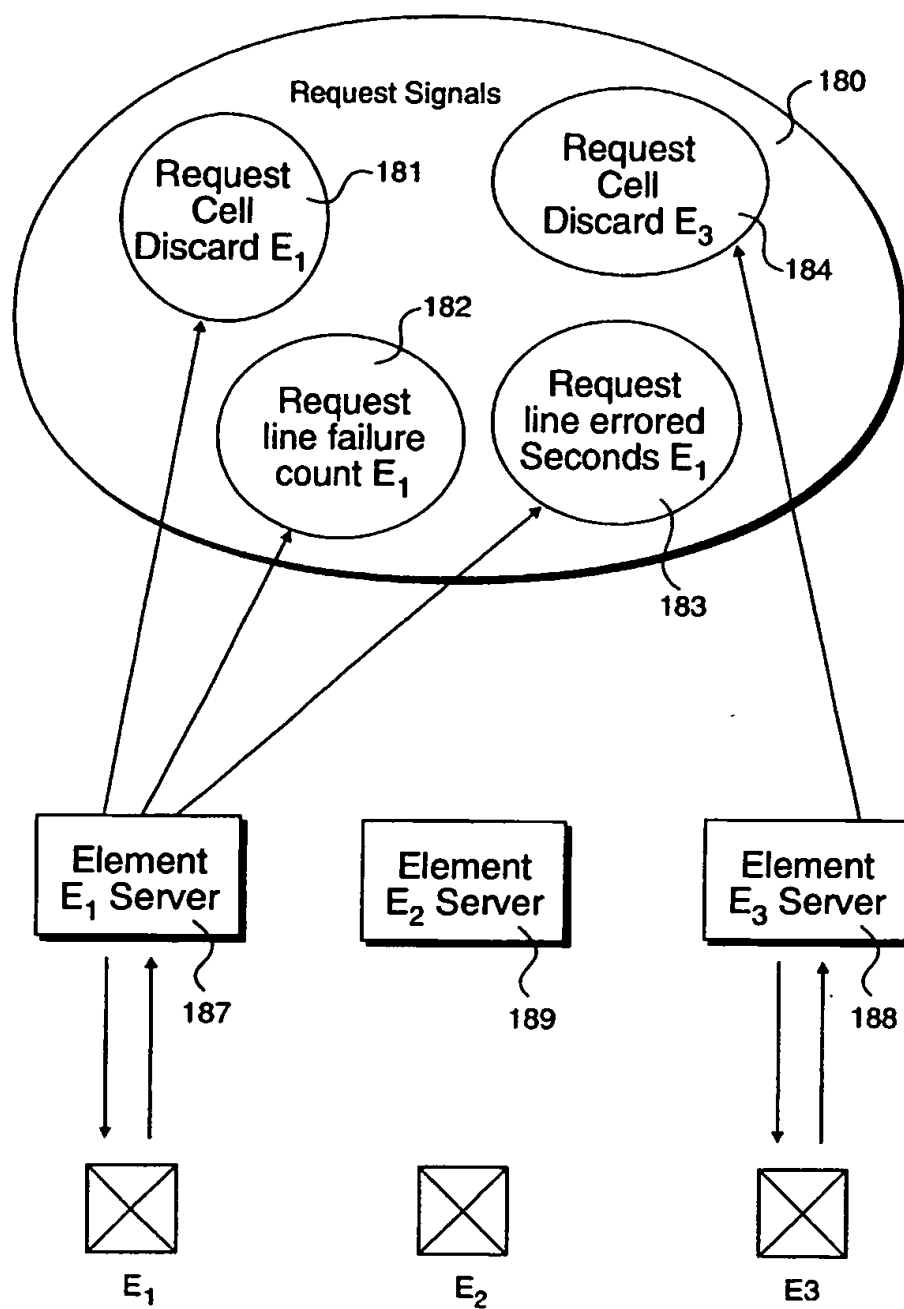 Request Signals
180
Request
Cell
Discard E₁
181
Request
Cell
Discard E₃
184
182
Request
line failure
count E₁
Request
line errored
Seconds E₁
183
Element
E₁ Server
187
Element
E₂ Server
189
Element
E₃ Server
188
E₁
E₂
E3